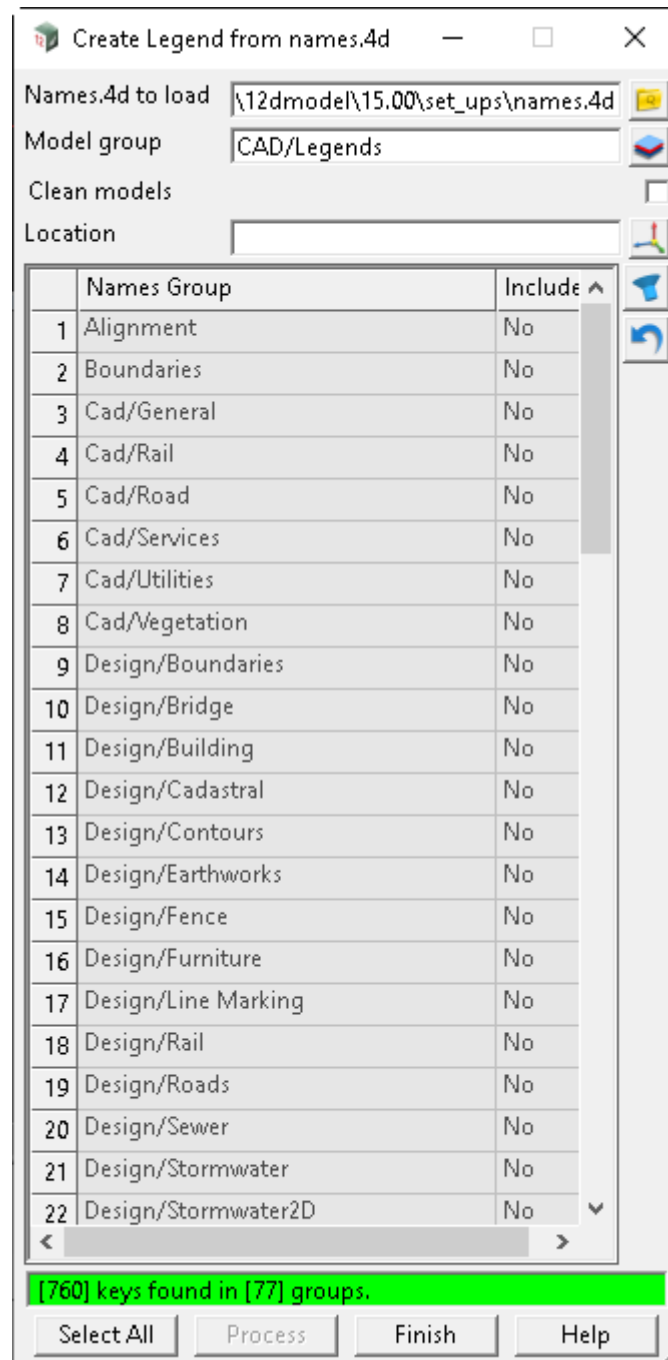 Create Legend from names.4d
Names.4d to load \12dmodel\15.00\set_ups\names.4d
Model group CAD/Legends
Clean models
Location
Names Group Include
1 Alignment No
2 Boundaries No
3 Cad/General No
4 Cad/Rail No
5 Cad/Road No
6 Cad/Services No
7 Cad/Utilities No
8 Cad/Vegetation No
9 Design/Boundaries No
10 Design/Bridge No
11 Design/Building No
12 Design/Cadastral No
13 Design/Contours No
14 Design/Earthworks No
15 Design/Fence No
16 Design/Furniture No
17 Design/Line Marking No
18 Design/Rail No
19 Design/Roads No
20 Design/Sewer No
21 Design/Stormwater No
22 Design/Stormwater2D No
[760] keys found in [77] groups.
Select All Process Finish Help